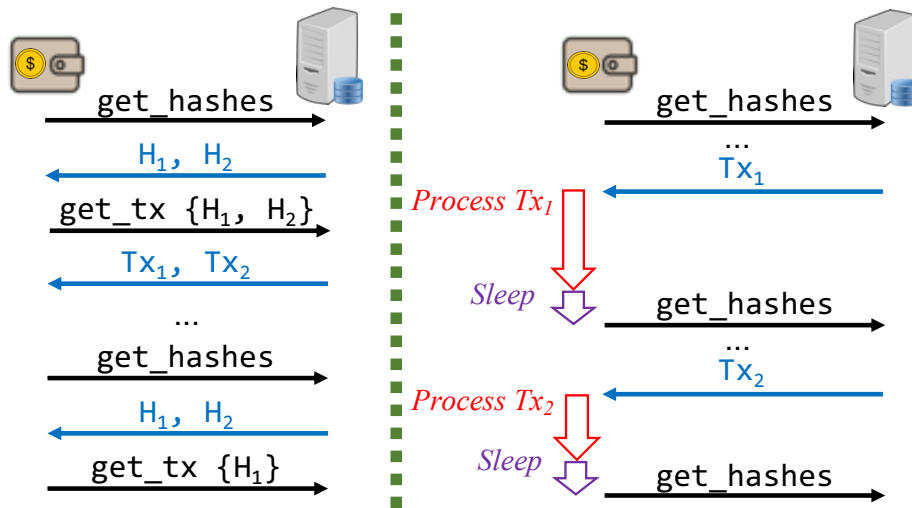 $
get_hashes
H₁, H₂
get_tx {H₁, H₂}
Tx₁, Tx₂
...
get_hashes
H₁, H₂
get_tx {H₁}
$
get_hashes
...
Tx₁
Process Tx₁
Sleep
get_hashes
...
Tx₂
Process Tx₂
Sleep
get_hashes